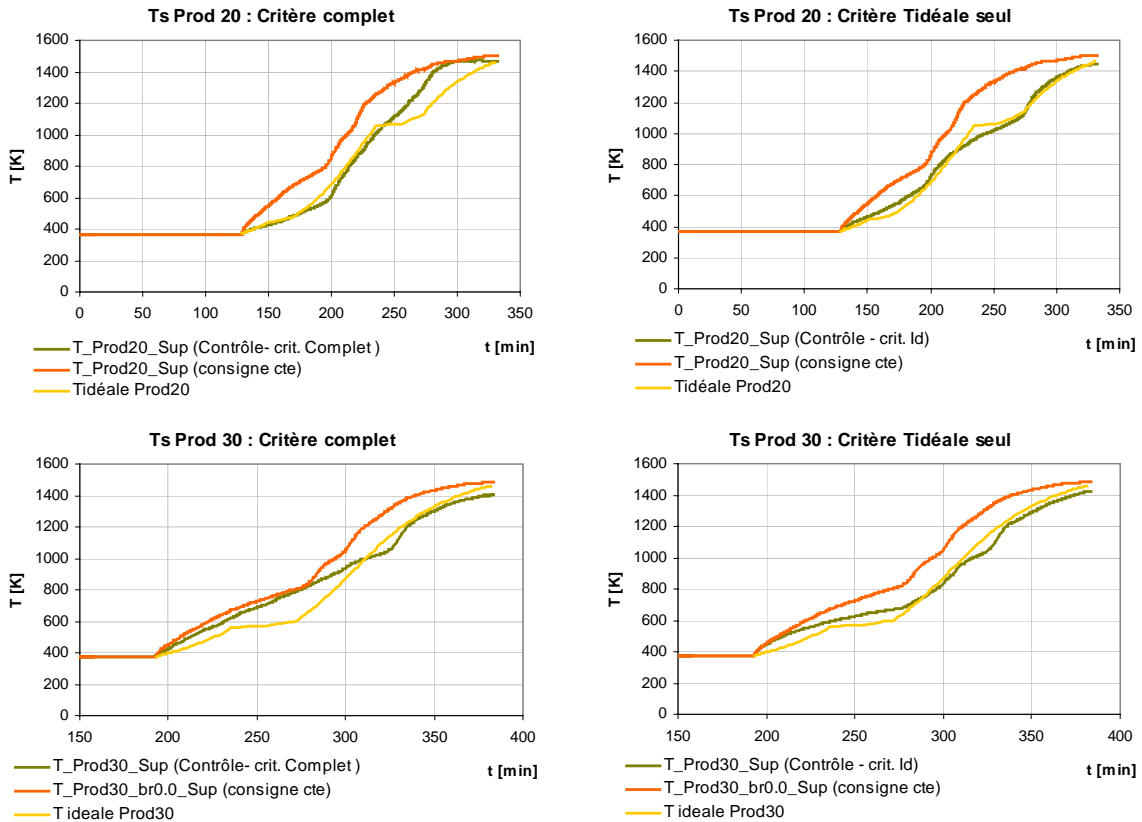 Ts Prod 20 : Critère complet
1600
1400
1200
1000
800
600
400
200
0
T [K]
0 50 100 150 200 250 300 350
T_Prod20_Sup (Contrôle- crit. Complet )
t [min]
T_Prod20_Sup (consigne cte)
Tidéale Prod20
Ts Prod 20 : Critère Tidéale seul
1600
1400
1200
1000
800
600
400
200
0
T [K]
0 50 100 150 200 250 300 350
T_Prod20_Sup (Contrôle - crit. Id)
t [min]
T_Prod20_Sup (consigne cte)
Tidéale Prod20
Ts Prod 30 : Critère complet
1600
1400
1200
1000
800
600
400
200
0
T [K]
150 200 250 300 350 400
T_Prod30_Sup (Contrôle- crit. Complet )
t [min]
T_Prod30_br0.0_Sup (consigne cte)
T ideale Prod30
Ts Prod 30 : Critère Tidéale seul
1600
1400
1200
1000
800
600
400
200
0
T [K]
150 200 250 300 350 400
T_Prod30_Sup (Contrôle - crit. Id)
t [min]
T_Prod30_br0.0_Sup (consigne cte)
T ideale Prod30